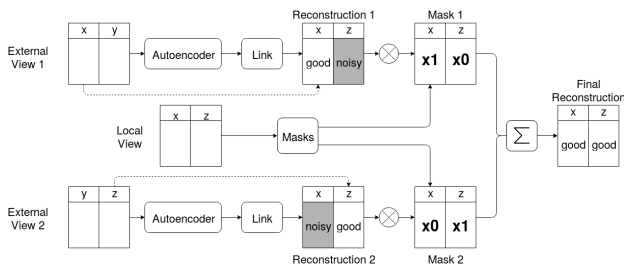 Reconstruction 1
Mask 1
x y
x z
x z
External
View 1
Autoencoder
Link
good noisy
x1 x0
Final
Reconstruction
x z
Local
View
x z
Masks
∑
good good
y z
x z
x z
External
View 2
Autoencoder
Link
noisy good
x0 x1
Reconstruction 2
Mask 2